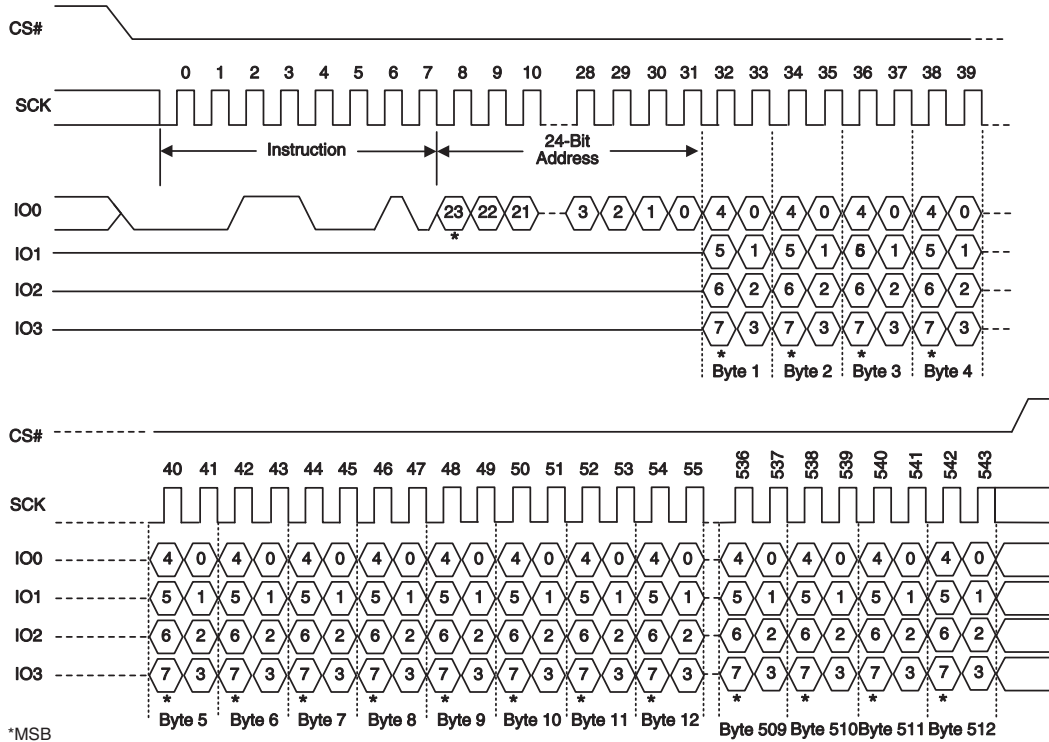 CS#
0 1 2 3 4 5 6 7 8 9 10 28 29 30 31 32 33 34 35 36 37 38 39
SCK
Instruction
24-Bit
Address
IO0 23 22 21 3 2 1 0 4 0 4 0 4 0 4 0
*
IO1 5 1 5 1 6 1 5 1
IO2 6 2 6 2 6 2 6 2
IO3 7 3 7 3 7 3 7 3
* * * *
Byte 1 Byte 2 Byte 3 Byte 4
CS#
40 41 42 43 44 45 46 47 48 49 50 51 52 53 54 55 536 537 538 539 540 541 542 543
SCK
IO0 4 0 4 0 4 0 4 0 4 0 4 0 4 0 4 0 4 0 4 0 4 0 4 0
IO1 5 1 5 1 5 1 5 1 5 1 5 1 5 1 5 1 5 1 5 1 5 1 5 1
IO2 6 2 6 2 6 2 6 2 6 2 6 2 6 2 6 2 6 2 6 2 6 2 6 2
IO3 7 3 7 3 7 3 7 3 7 3 7 3 7 3 7 3 7 3 7 3 7 3 7 3
* * * * * * * * * * * *
Byte 5 Byte 6 Byte 7 Byte 8 Byte 9 Byte 10 Byte 11 Byte 12 Byte 509 Byte 510 Byte 511 Byte 512
*MSB